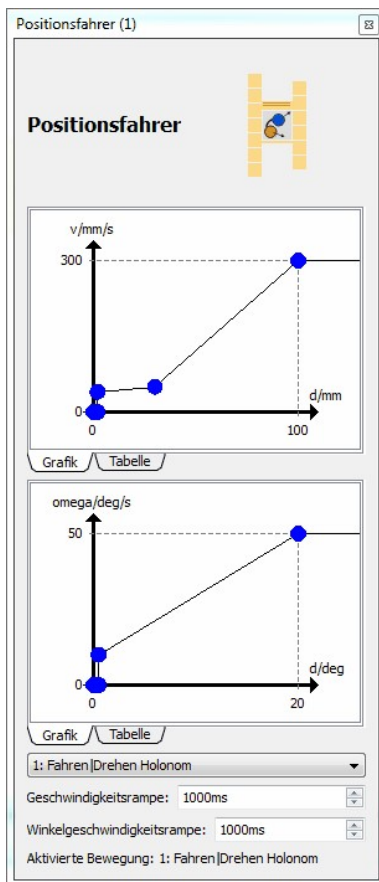 Positionsfahrer (1)
Positionsfahrer
v/mm/s
300
0
d/mm
0
100
Grafik
Tabelle
omega/deg/s
50
0
d/deg
0
20
Grafik
Tabelle
1: Fahren|Drehen Holonom
Geschwindigkeitsrampe: 1000ms
Winkelgeschwindigkeitsrampe: 1000ms
Aktivierte Bewegung: 1: Fahren|Drehen Holonom